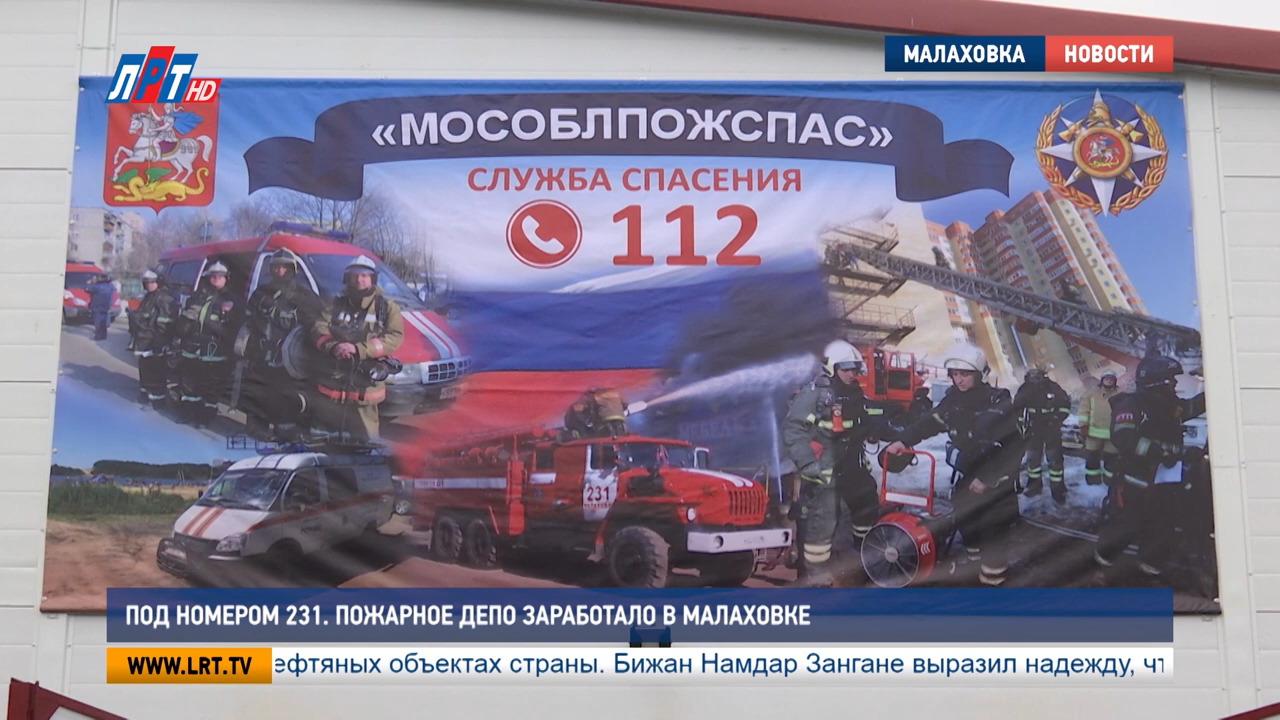 ЛРТ HD
МАЛАХОВКА НОВОСТИ
«МОСОБЛПОЖСПАС»
СЛУЖБА СПАСЕНИЯ
112
231
ПОД НОМЕРОМ 231. ПОЖАРНОЕ ДЕПО ЗАРАБОТАЛО В МАЛАХОВКЕ
WWW.LRT.TV ефтяных объектах страны. Бижан Намдар Зангане выразил надежду, чт